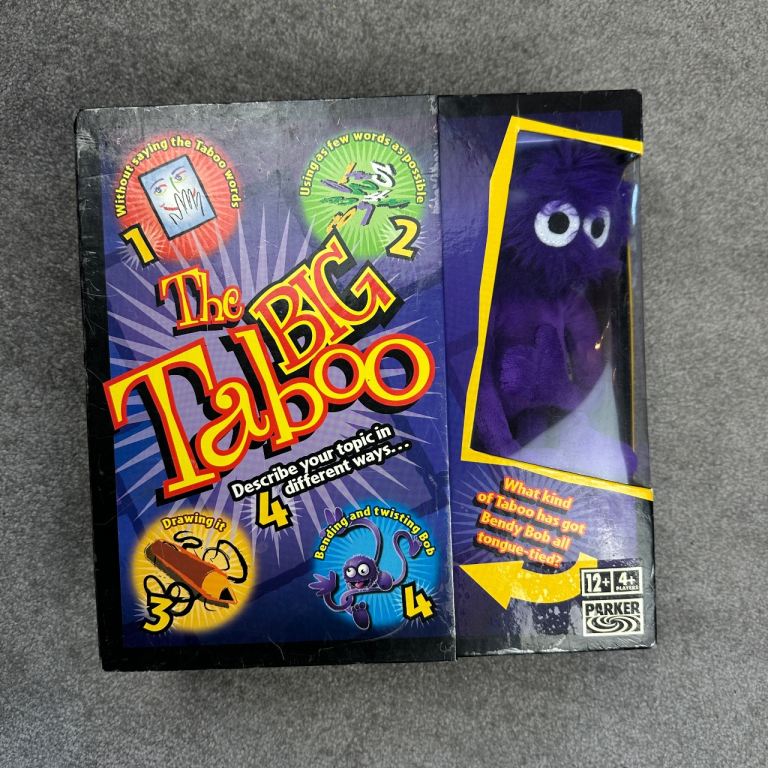 Without saying the Taboo words
1
Using as few words as possible
2
The
BIG
Taboo
Describe your topic in
4 different ways...
Drawing it
3
Bending and twisting Bob
4
What kind
of Taboo has got
Bendy Bob all
tongue-tied?
12+ 4+
PLAYERS
PARKER